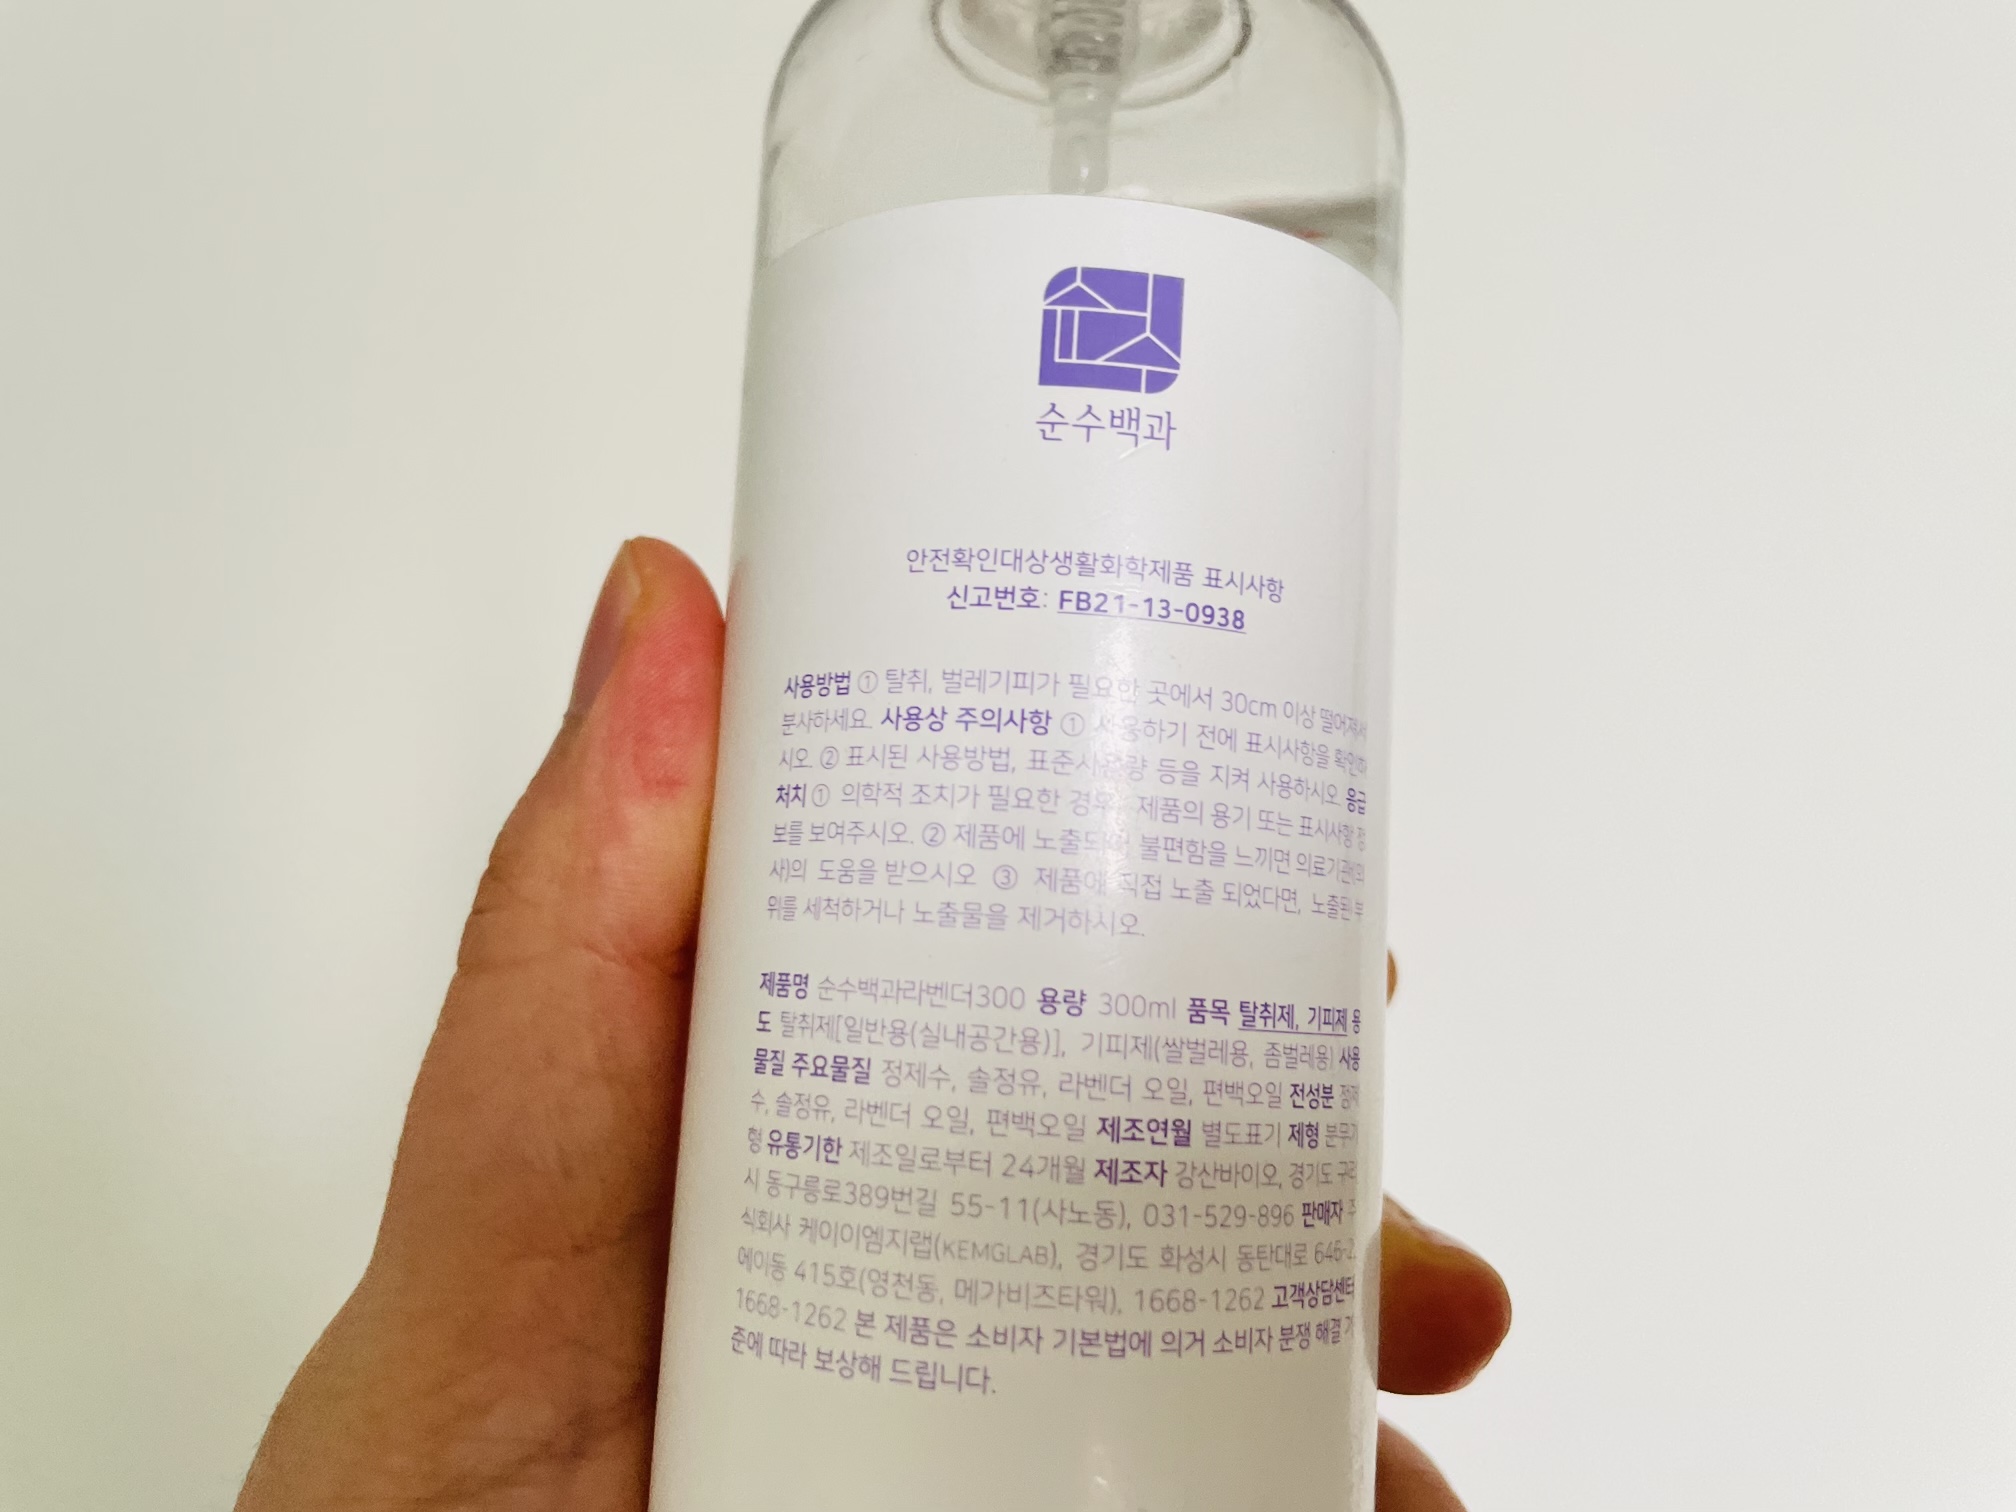 순수백과
안전확인대상생활화학제품 표시사항
신고번호: FB21-13-0938
사용방법 ① 탈취, 벌레기피가 필요한 곳에서 30cm 이상 떨어져서
분사하세요. 사용상 주의사항 ① 사용하기 전에 표시사항을 확인하
시오. ② 표시된 사용방법, 표준사용량 등을 지켜 사용하시오. 응급
처치 ① 의학적 조치가 필요한 경우, 제품의 용기 또는 표시사항 정
보를 보여주시오. ② 제품에 노출되어 불편함을 느끼면 의료기관(의
사)의 도움을 받으시오 ③ 제품에 직접 노출 되었다면, 노출된 부
위를 세척하거나 노출물을 제거하시오.
제품명 순수백과라벤더300 용량 300ml 품목 탈취제, 기피제 용
도 탈취제[일반용(실내공간용)], 기피제(쌀벌레용, 좀벌레용) 사용
물질 주요물질 정제수, 솔정유, 라벤더 오일, 편백오일 전성분 정제
수, 솔정유, 라벤더 오일, 편백오일 제조연월 별도표기 제형 분무기
형 유통기한 제조일로부터 24개월 제조자 강산바이오, 경기도 구리
시 동구릉로389번길 55-11(사노동), 031-529-896 판매자 주
식회사 케이이엠지랩(KEMGLAB), 경기도 화성시 동탄대로 646-2
에이동 415호(영천동, 메가비즈타워), 1668-1262 고객상담센터
1668-1262 본 제품은 소비자 기본법에 의거 소비자 분쟁 해결 기
준에 따라 보상해 드립니다.